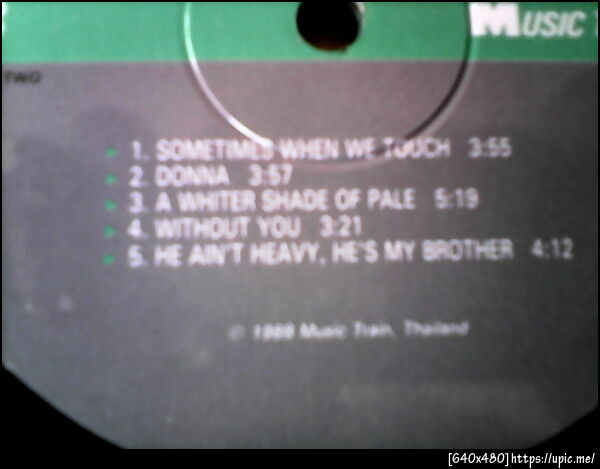 MUSIC
TWO
1. SOMETIMES WHEN WE TOUCH 3:55
2. DONNA 3:57
3. A WHITER SHADE OF PALE 5:19
4. WITHOUT YOU 3:21
5. HE AIN'T HEAVY, HE'S MY BROTHER 4:12
© 1988 Music Train, Thailand
[640x480]https://upic.me/